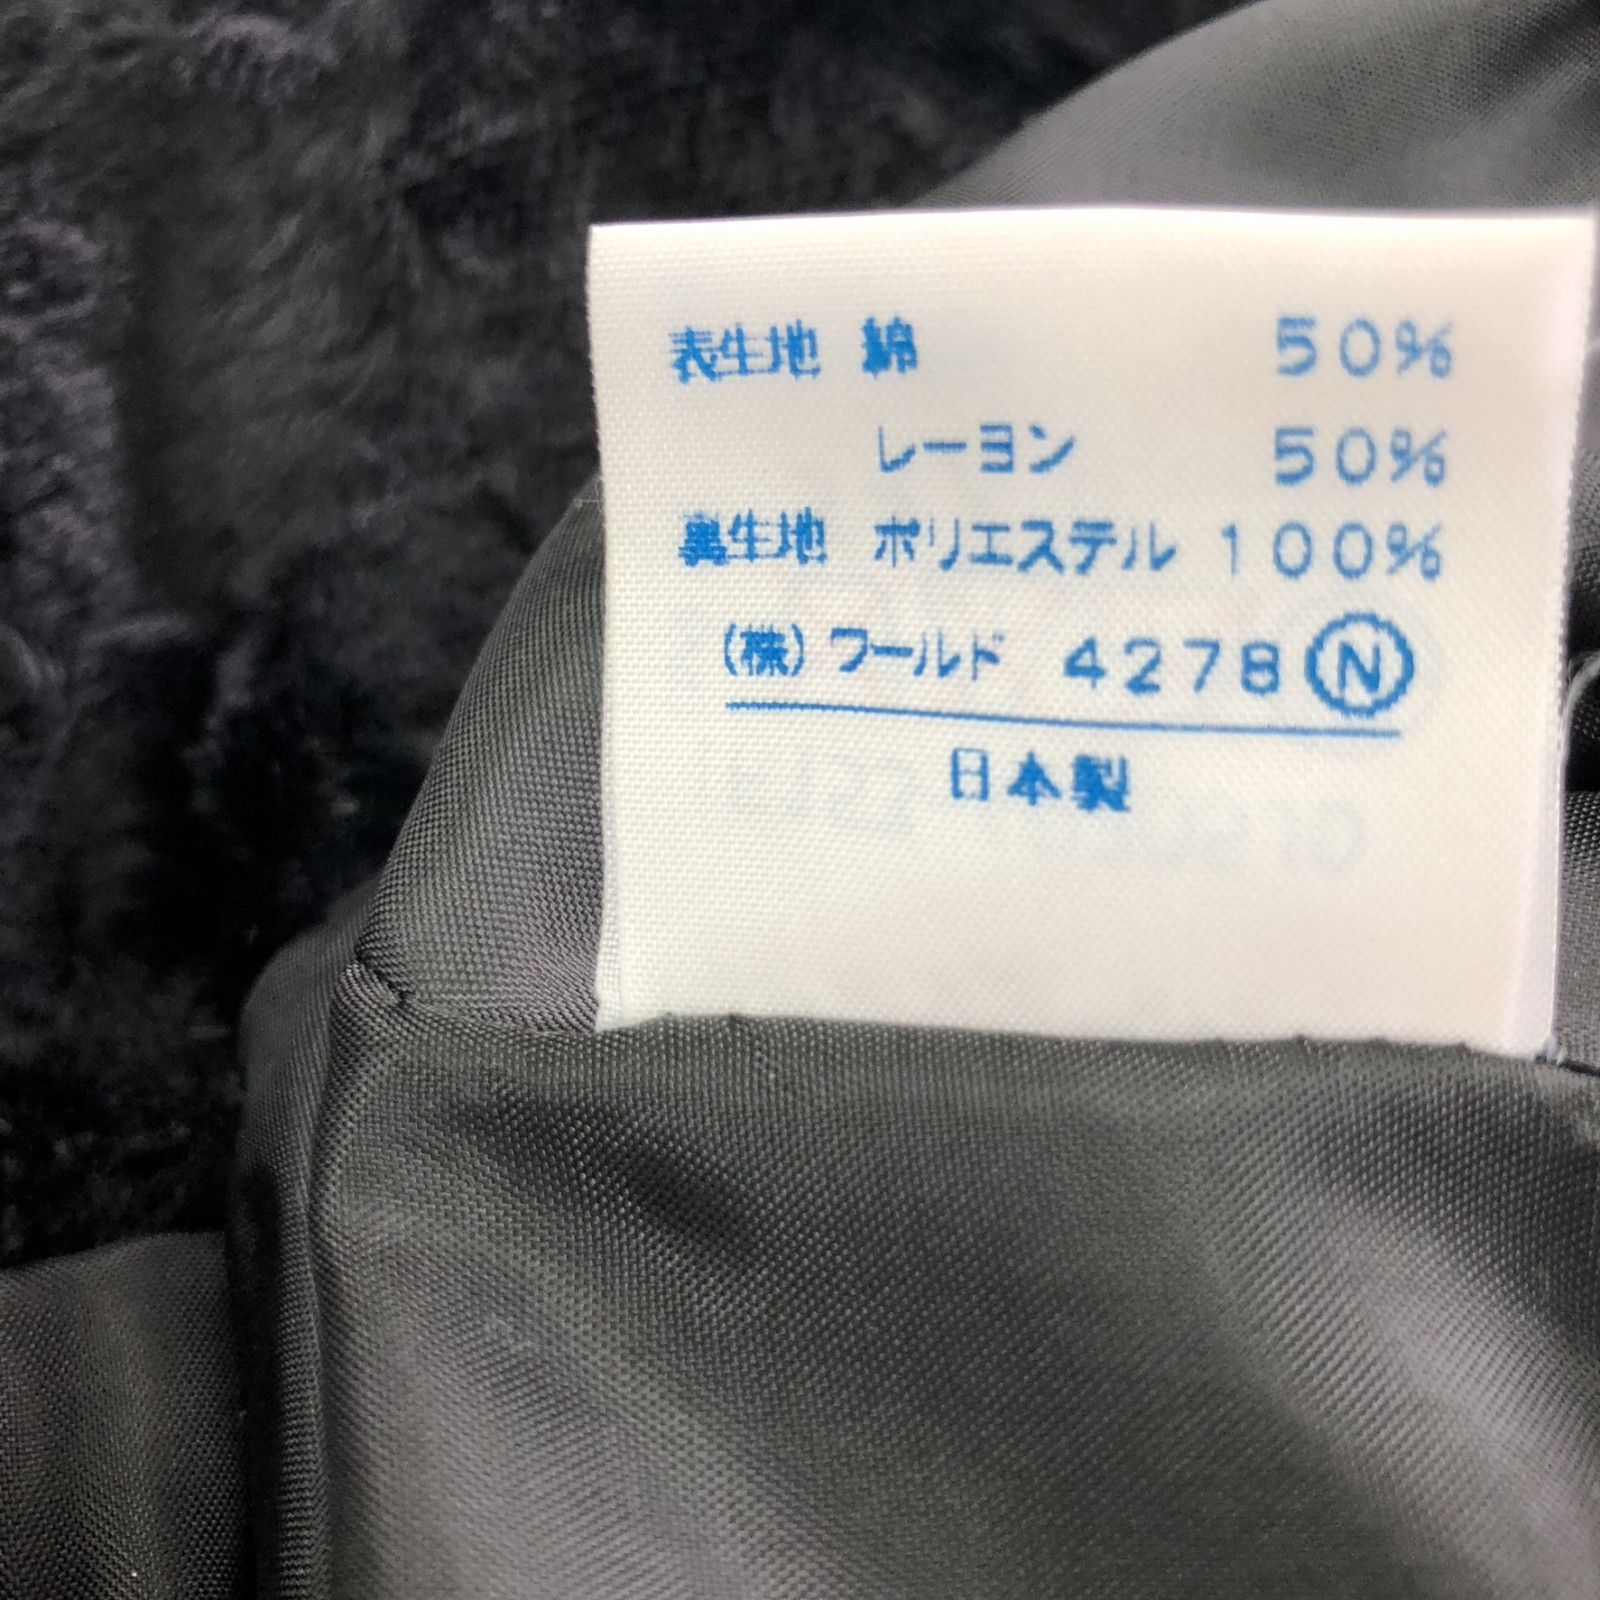 表生地 綿 50%
レーヨン 50%
裏生地 ポリエステル 100%
(株)ワールド 4278 Ⓝ
日本製